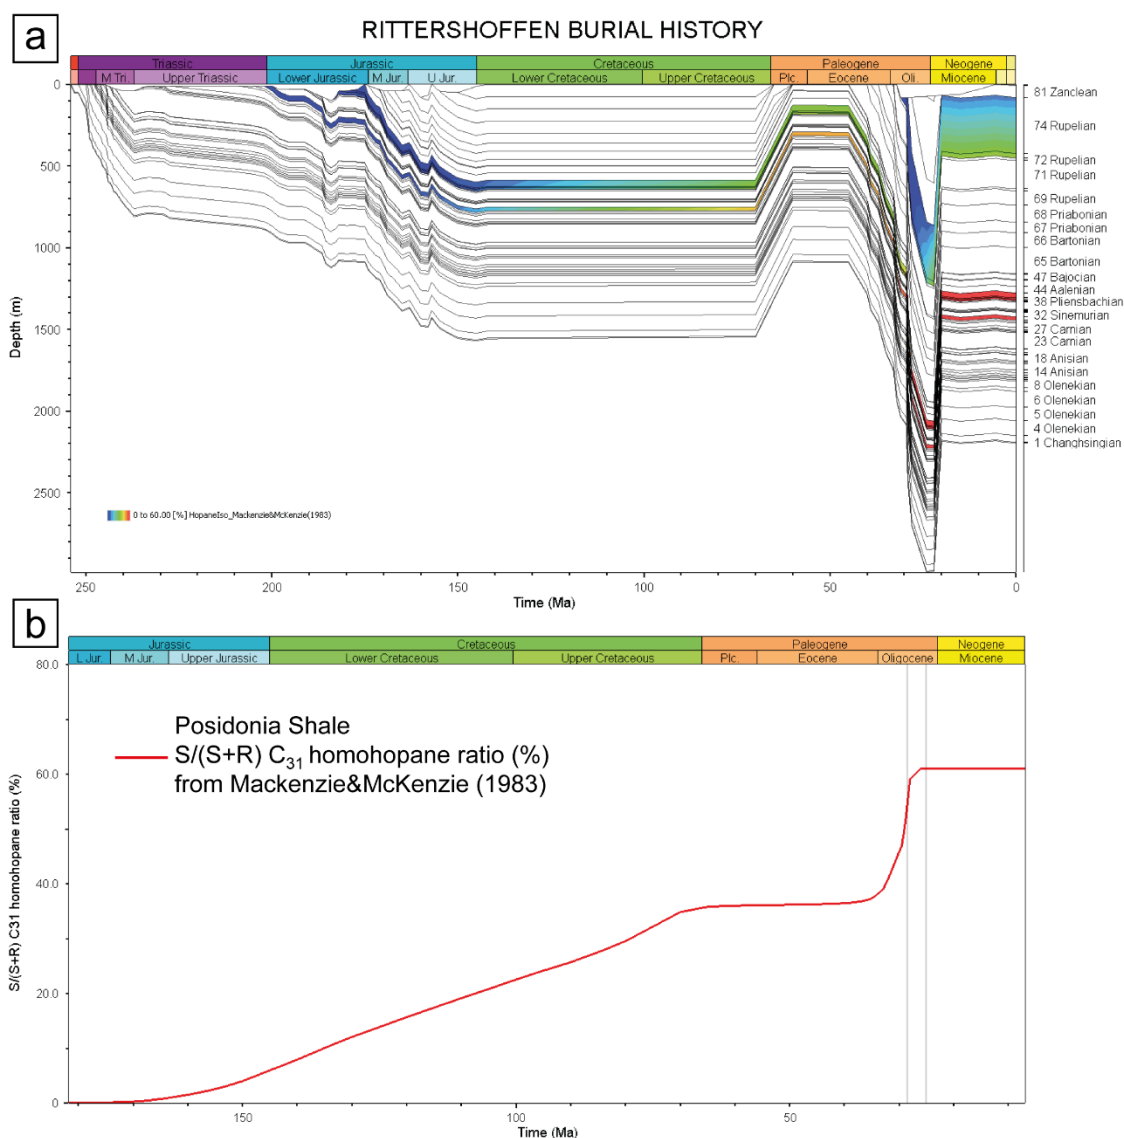 a
RITTERSHOFFEN BURIAL HISTORY
Triassic Jurassic Cretaceous Paleogene Neogene
M Tri. Upper Triassic Lower Jurassic M Jur. U Jur. Lower Cretaceous Upper Cretaceous Plc. Eocene Oli. Miocene
0
500
1000
1500
2000
2500
Depth (m)
81 Zanclean
74 Rupelian
72 Rupelian
71 Rupelian
69 Rupelian
68 Priabonian
67 Priabonian
66 Bartonian
65 Bartonian
47 Bajocian
44 Aalenian
38 Pliensbachian
32 Sinemurian
27 Carnian
23 Carnian
18 Anisian
14 Anisian
8 Olenekian
6 Olenekian
5 Olenekian
4 Olenekian
1 Changhsingian
0 to 60.00 [%] HopaneIso_Mackenzie&McKenzie(1983)
250 200 150 100 50 0
Time (Ma)
b
Jurassic Cretaceous Paleogene Neogene
L Jur. M Jur. Upper Jurassic Lower Cretaceous Upper Cretaceous Plc. Eocene Oligocene Miocene
80.0
60.0
40.0
20.0
0
S/(S+R) C31 homohopane ratio (%)
Posidonia Shale
S/(S+R) C31 homohopane ratio (%)
from Mackenzie&McKenzie (1983)
150 100 50
Time (Ma)